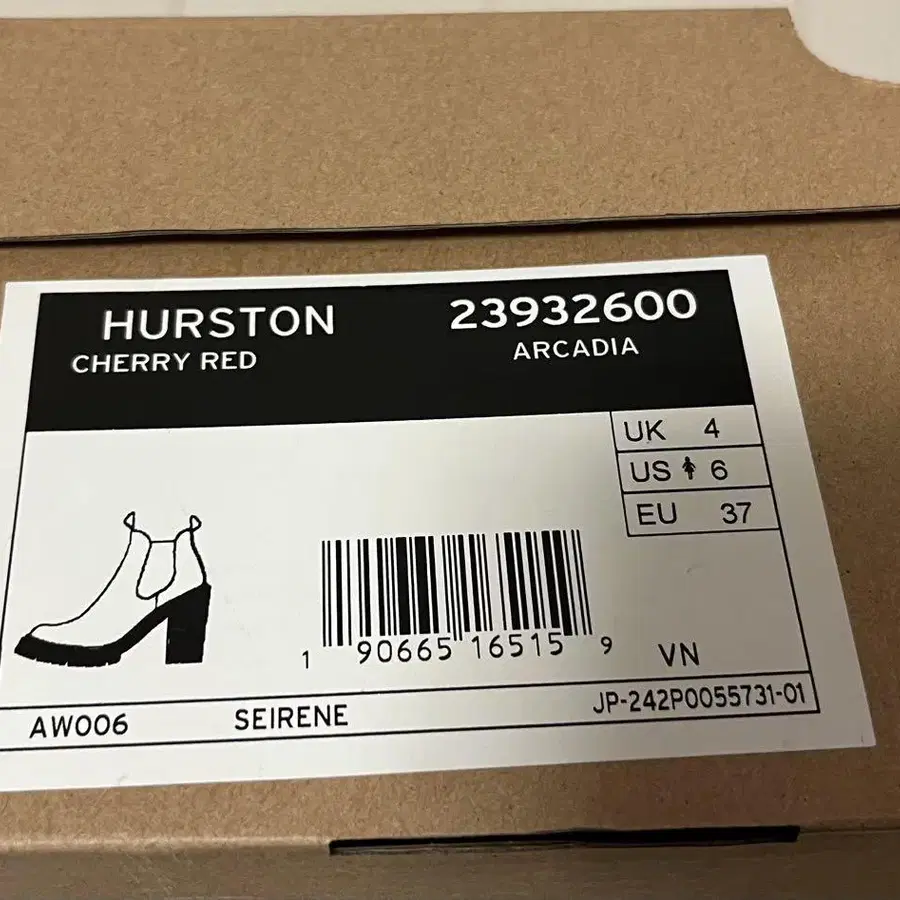 HURSTON
23932600
CHERRY RED
ARCADIA
UK 4
US 6
EU 37
1 90665 16515 9
VN
AW006
SEIRENE
JP-242P0055731-01